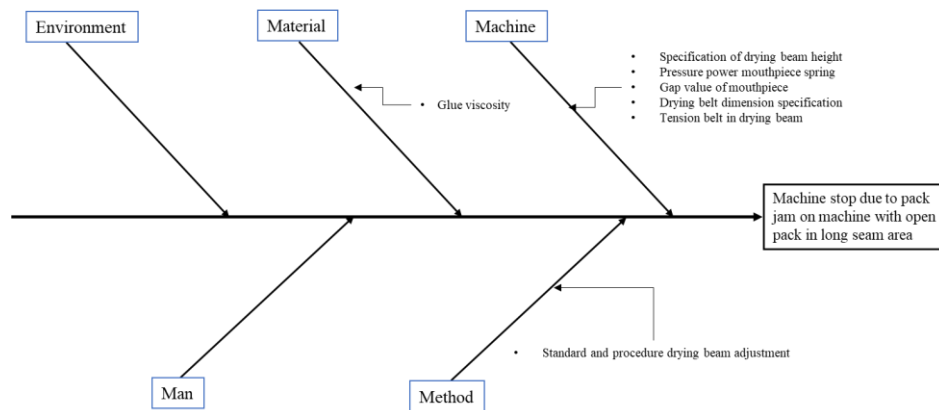 Environment
Material
Machine
• Specification of drying beam height
• Pressure power mouthpiece spring
• Gap value of mouthpiece
• Drying belt dimension specification
• Tension belt in drying beam
• Glue viscosity
Machine stop due to pack
jam on machine with open
pack in long seam area
• Standard and procedure drying beam adjustment
Man
Method